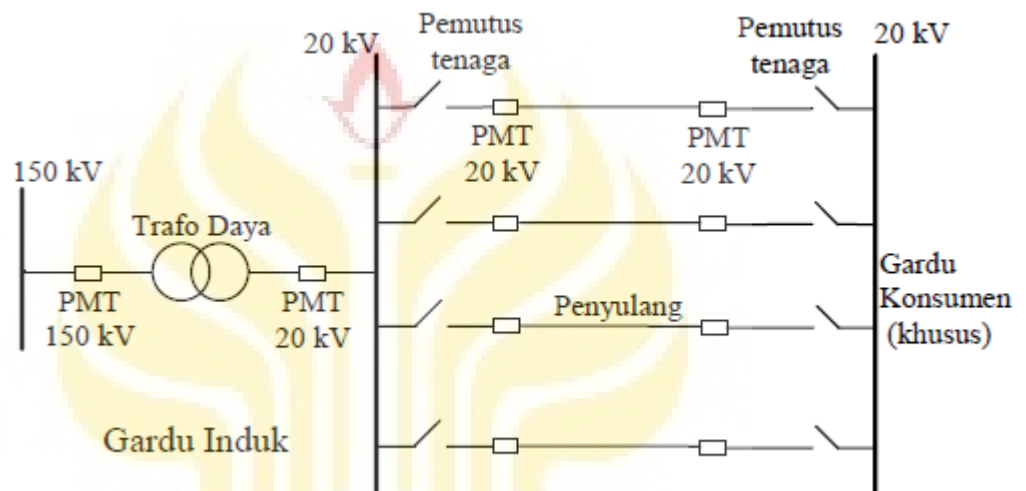 20 kV
Pemutus
tenaga
Pemutus
tenaga
20 kV
PMT
20 kV
PMT
20 kV
150 kV
Trafo Daya
PMT
150 kV
PMT
20 kV
Penyulang
Gardu
Konsumen
(khusus)
Gardu Induk